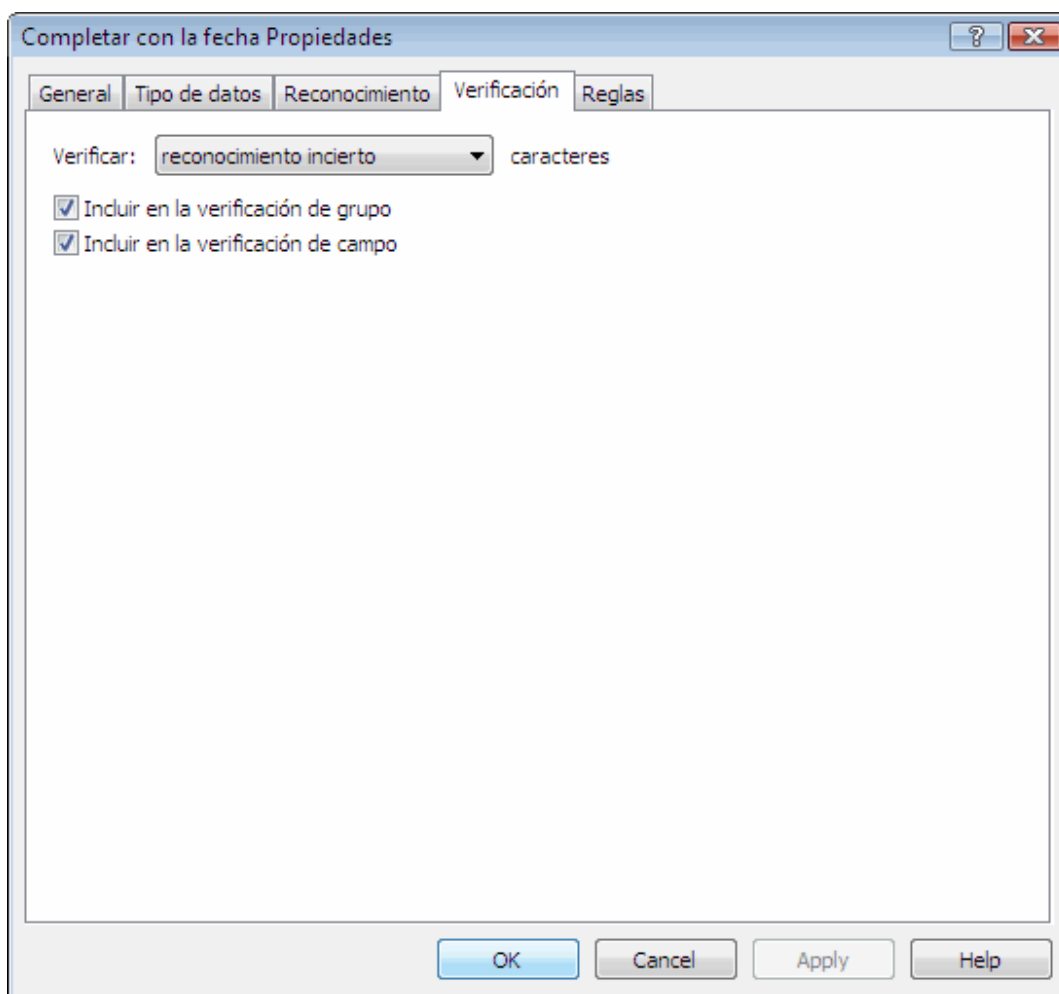 Completar con la fecha Propiedades
General Tipo de datos Reconocimiento Verificación Reglas
Verificar: reconocimiento incierto caracteres
Incluir en la verificación de grupo
Incluir en la verificación de campo
OK Cancel Apply Help